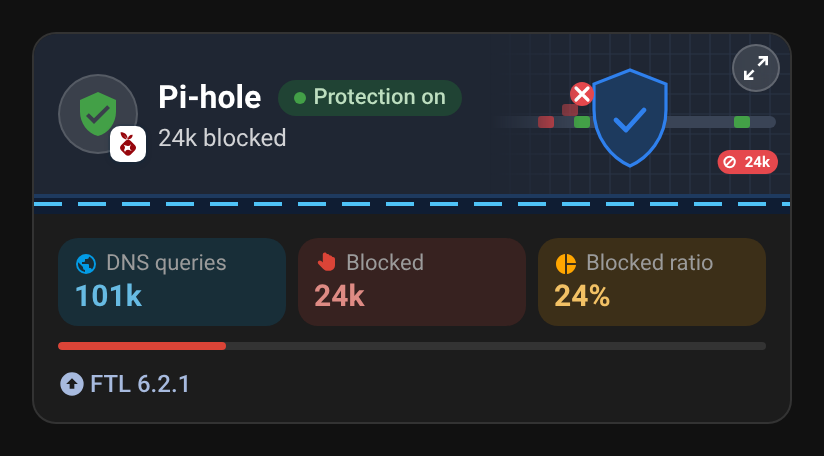 Pi-hole
Protection on
24k blocked
24k
DNS queries
101k
Blocked
24k
Blocked ratio
24%
FTL 6.2.1